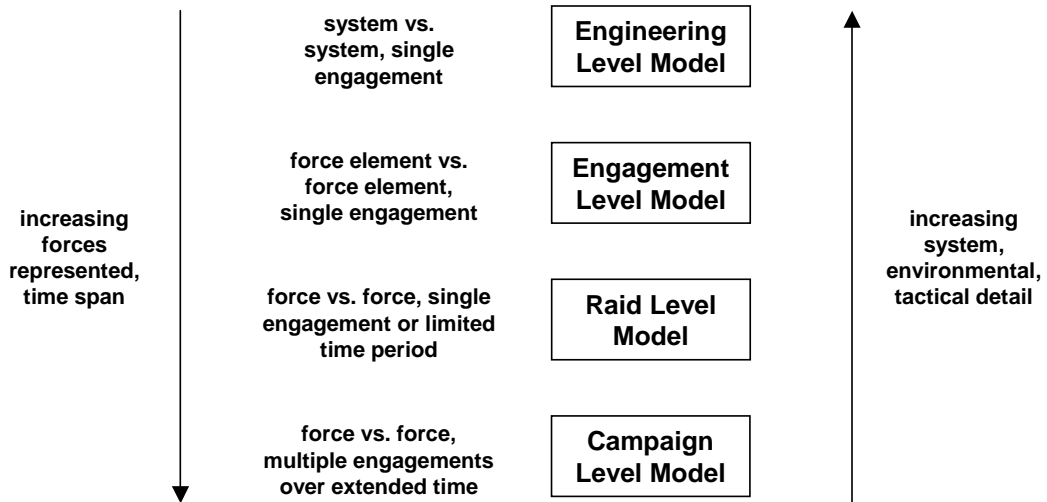 system vs.
system, single
engagement
Engineering
Level Model
force element vs.
force element,
single engagement
Engagement
Level Model
increasing
forces
represented,
time span
increasing
system,
environmental,
tactical detail
force vs. force, single
engagement or limited
time period
Raid Level
Model
force vs. force,
multiple engagements
over extended time
Campaign
Level Model